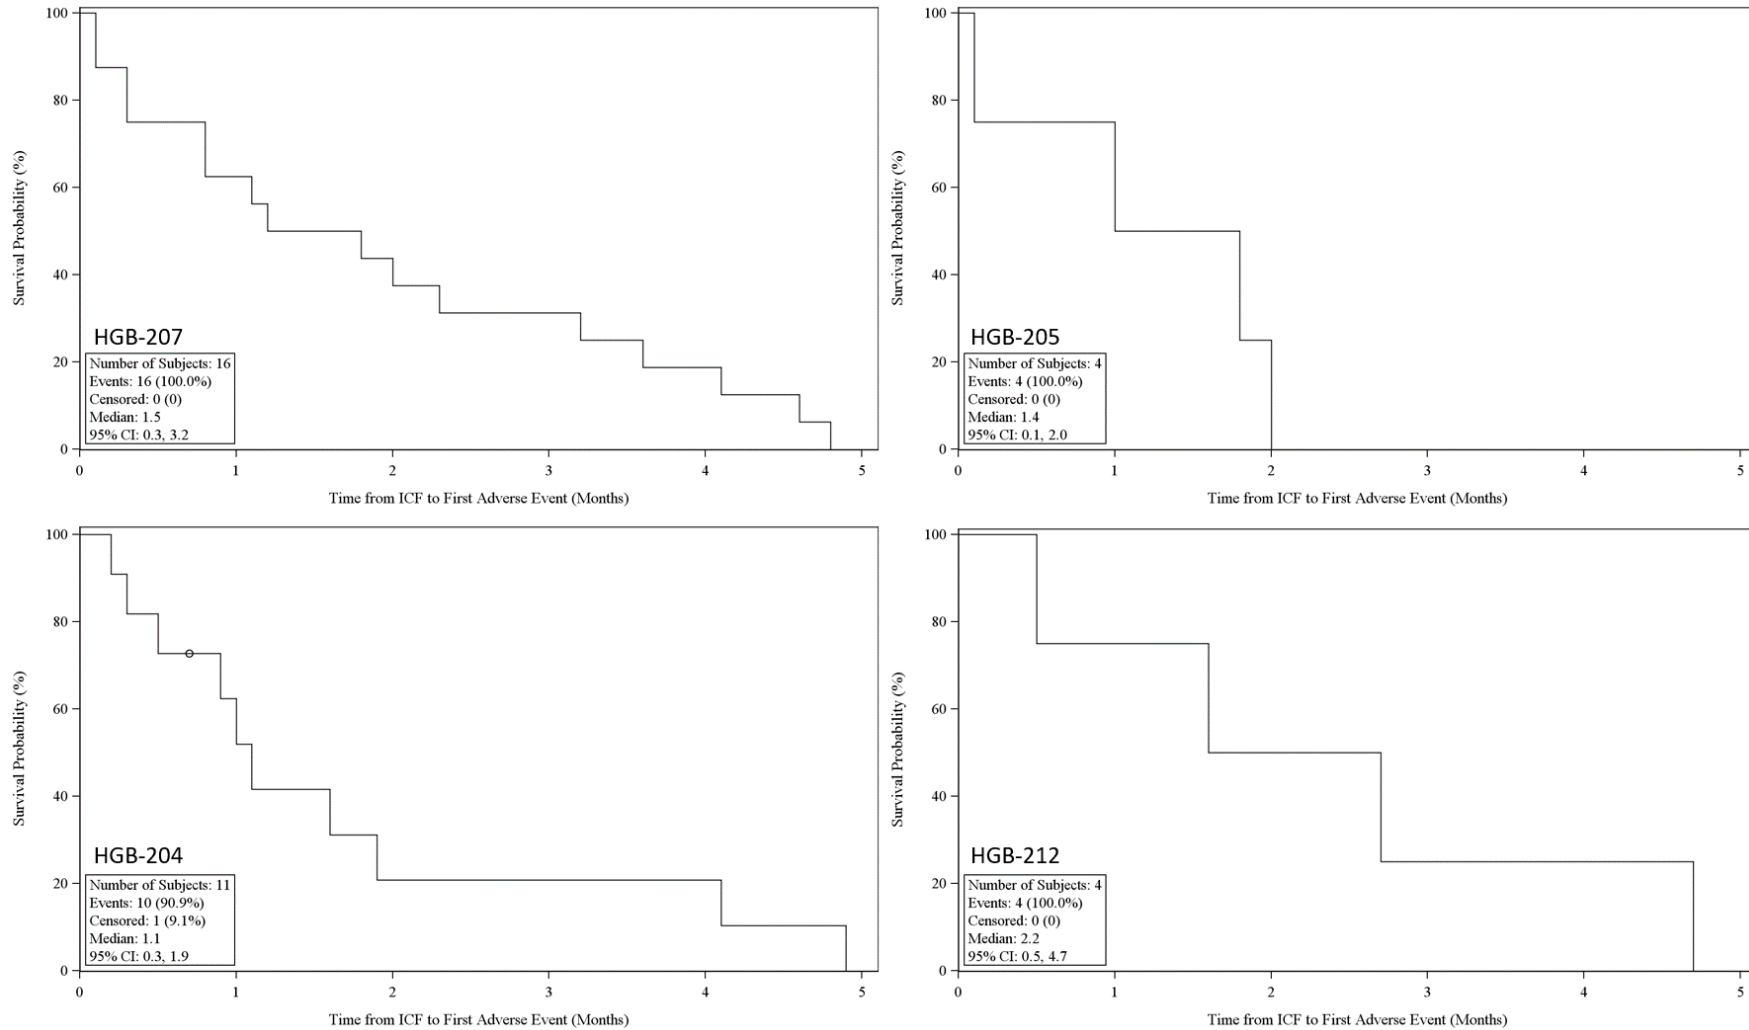 Survival Probability (%)
100
80
60
40
20
0
HGB-207
Number of Subjects: 16
Events: 16 (100.0%)
Censored: 0 (0)
Median: 1.5
95% CI: 0.3, 3.2
0 1 2 3 4 5
Time from ICF to First Adverse Event (Months)
Survival Probability (%)
100
80
60
40
20
0
HGB-205
Number of Subjects: 4
Events: 4 (100.0%)
Censored: 0 (0)
Median: 1.4
95% CI: 0.1, 2.0
0 1 2 3 4 5
Time from ICF to First Adverse Event (Months)
Survival Probability (%)
100
80
60
40
20
0
HGB-204
Number of Subjects: 11
Events: 10 (90.9%)
Censored: 1 (9.1%)
Median: 1.1
95% CI: 0.3, 1.9
0 1 2 3 4 5
Time from ICF to First Adverse Event (Months)
Survival Probability (%)
100
80
60
40
20
0
HGB-212
Number of Subjects: 4
Events: 4 (100.0%)
Censored: 0 (0)
Median: 2.2
95% CI: 0.5, 4.7
0 1 2 3 4 5
Time from ICF to First Adverse Event (Months)